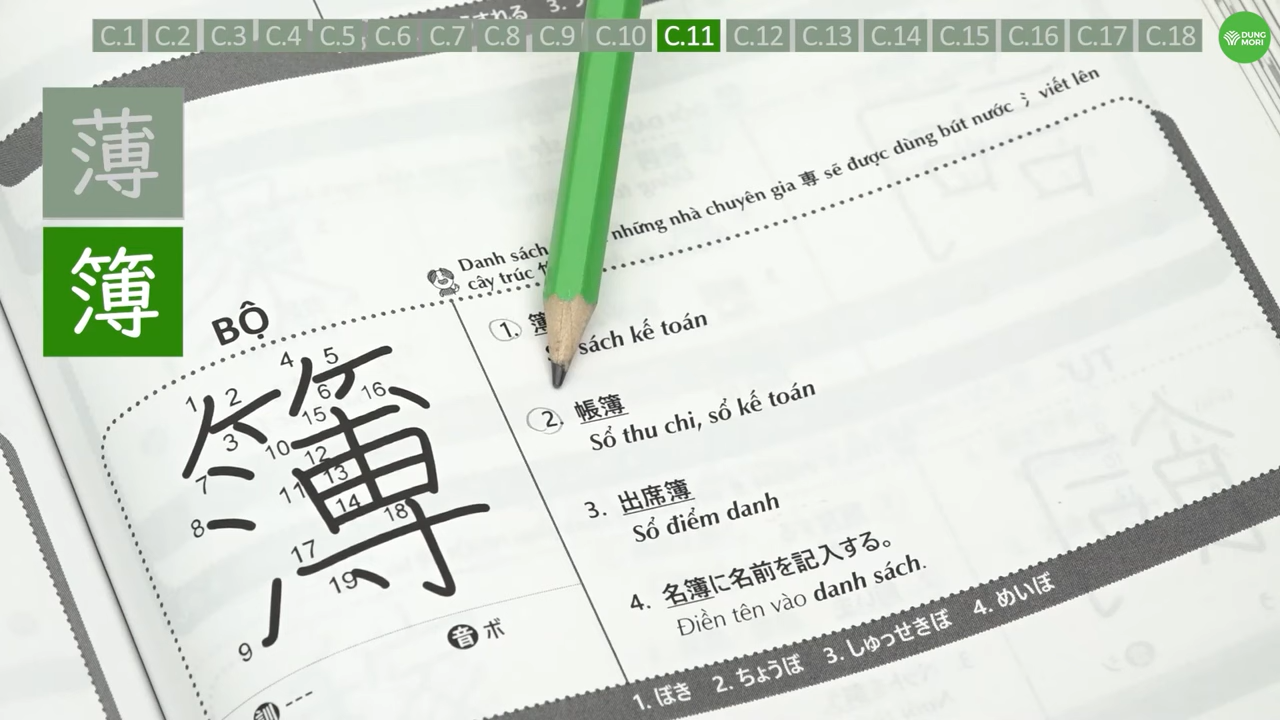 C.1 C.2 C.3 C.4 C.5 C.6 C.7 C.8 C.9 C.10 C.11 C.12 C.13 C.14 C.15 C.16 C.17 C.18
DUNG
MORI
薄
簿
Danh sách những nhà chuyên gia 専 sẽ được dùng bút nước 氵 viết lên
cây trúc
BỘ
簿
1 2 3 4 5 6 7 8 9 10 11 12 13 14 15 16 17 18 19
音 ボ
訓 ---
1. 簿
sách kế toán
2. 帳簿
Sổ thu chi, sổ kế toán
3. 出席簿
Sổ điểm danh
4. 名簿に名前を記入する。
Điền tên vào danh sách.
1. ぼき 2. ちょうぼ 3. しゅっせきぼ 4. めいぼ